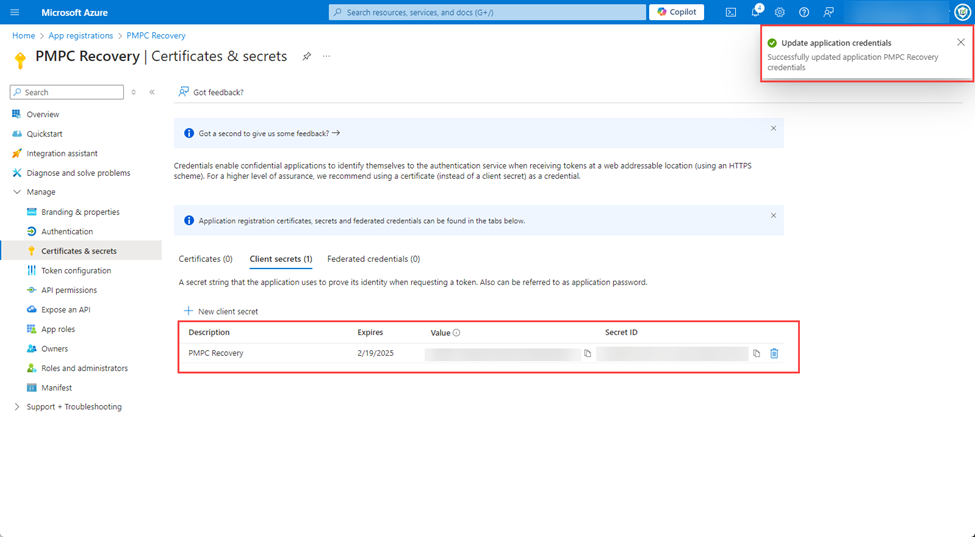 Microsoft Azure
Search resources, services, and docs (G+/)
Copilot
4
Home > App registrations > PMPC Recovery
PMPC Recovery | Certificates & secrets
...
Update application credentials
Successfully updated application PMPC Recovery
credentials
Search
Got feedback?
Overview
Quickstart
Integration assistant
Diagnose and solve problems
Manage
Branding & properties
Authentication
Certificates & secrets
Token configuration
API permissions
Expose an API
App roles
Owners
Roles and administrators
Manifest
Support + Troubleshooting
Got a second to give us some feedback? →
Credentials enable confidential applications to identify themselves to the authentication service when receiving tokens at a web addressable location (using an HTTPS
scheme). For a higher level of assurance, we recommend using a certificate (instead of a client secret) as a credential.
Application registration certificates, secrets and federated credentials can be found in the tabs below.
Certificates (0) Client secrets (1) Federated credentials (0)
A secret string that the application uses to prove its identity when requesting a token. Also can be referred to as application password.
New client secret
Description Expires Value Secret ID
PMPC Recovery 2/19/2025